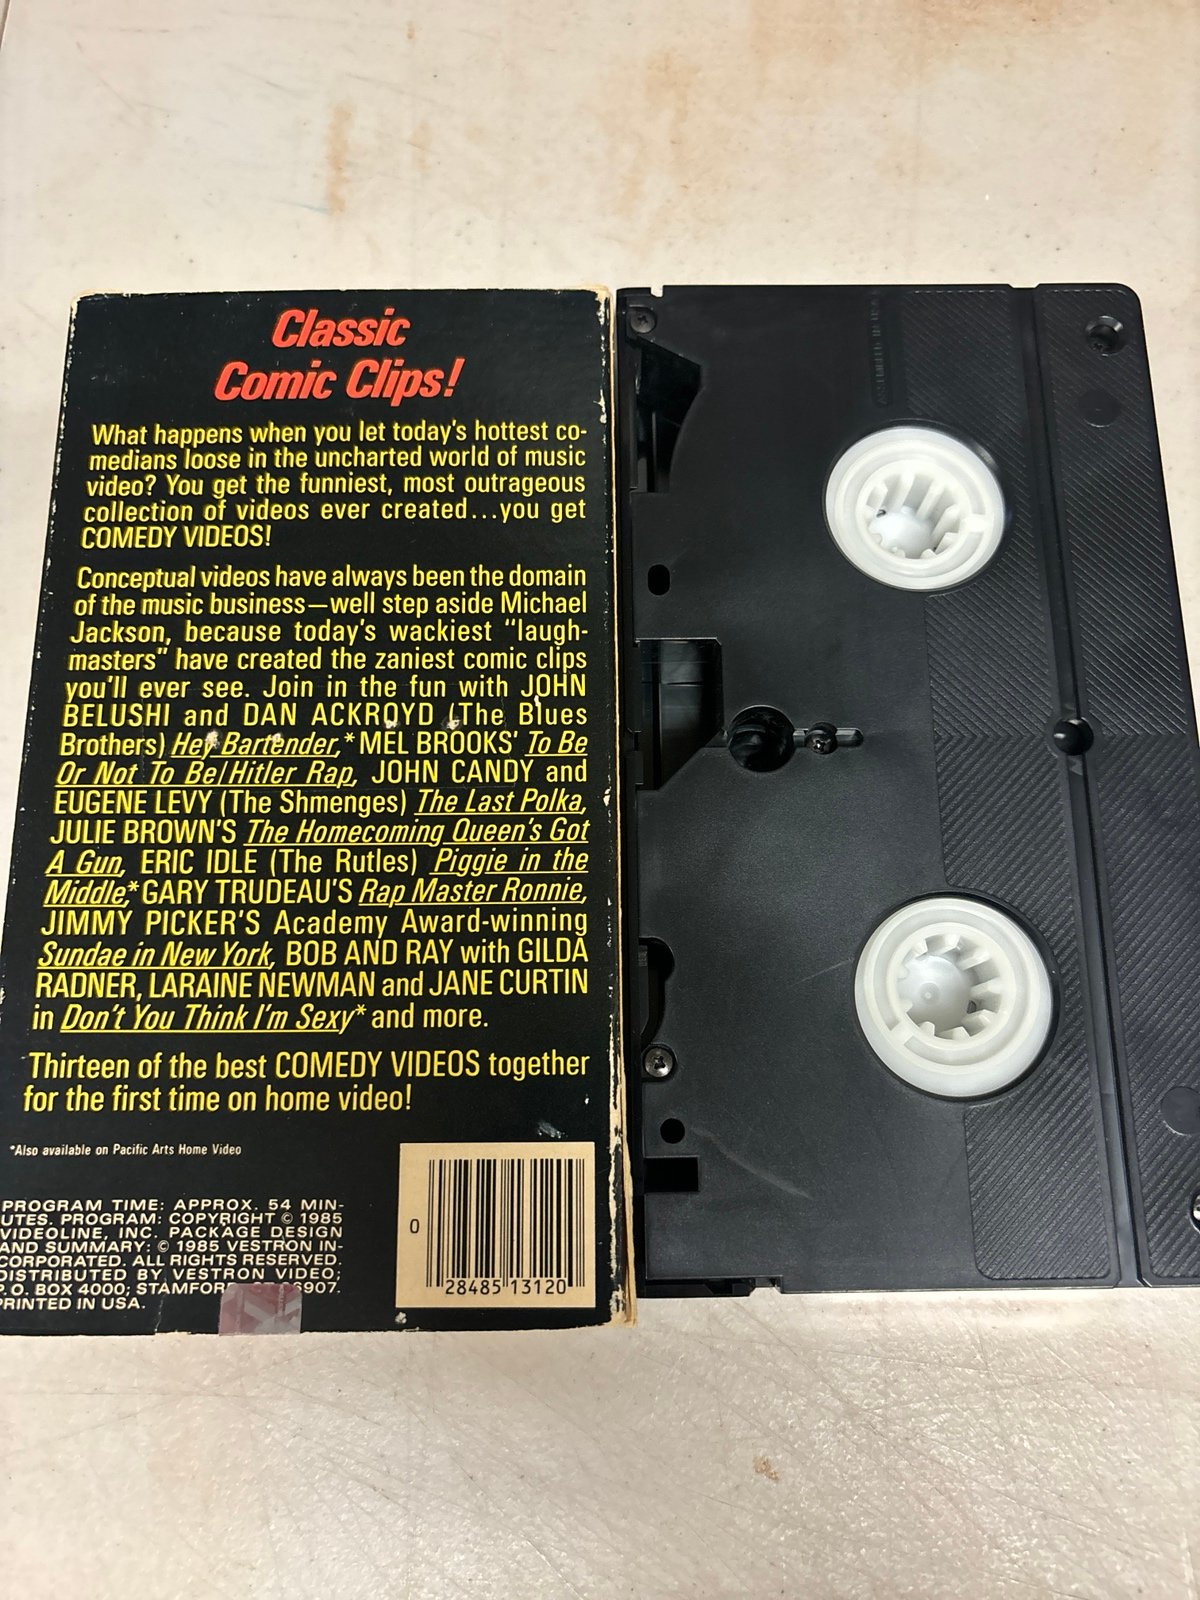 Classic
Comic Clips!
What happens when you let today's hottest co-
medians loose in the uncharted world of music
video? You get the funniest, most outrageous
collection of videos ever created...you get
COMEDY VIDEOS!
Conceptual videos have always been the domain
of the music business—well step aside Michael
Jackson, because today's wackiest "laugh-
masters" have created the zaniest comic clips
you'll ever see. Join in the fun with JOHN
BELUSHI and DAN ACKROYD (The Blues
Brothers) Hey Bartender,* MEL BROOKS' To Be
Or Not To Be/Hitler Rap, JOHN CANDY and
EUGENE LEVY (The Shmenges) The Last Polka,
JULIE BROWN'S The Homecoming Queen's Got
A Gun, ERIC IDLE (The Rutles) Piggie in the
Middle,* GARY TRUDEAU'S Rap Master Ronnie,
JIMMY PICKER'S Academy Award-winning
Sundae in New York, BOB AND RAY with GILDA
RADNER, LARAINE NEWMAN and JANE CURTIN
in Don't You Think I'm Sexy* and more.
Thirteen of the best COMEDY VIDEOS together
for the first time on home video!
*Also available on Pacific Arts Home Video
PROGRAM TIME: APPROX. 54 MIN-
UTES. PROGRAM: COPYRIGHT © 1985
VIDEOLINE, INC. PACKAGE DESIGN
AND SUMMARY: © 1985 VESTRON IN-
CORPORATED. ALL RIGHTS RESERVED.
DISTRIBUTED BY VESTRON VIDEO;
P.O. BOX 4000; STAMFOR 6907.
PRINTED IN USA.
0 28485 13120